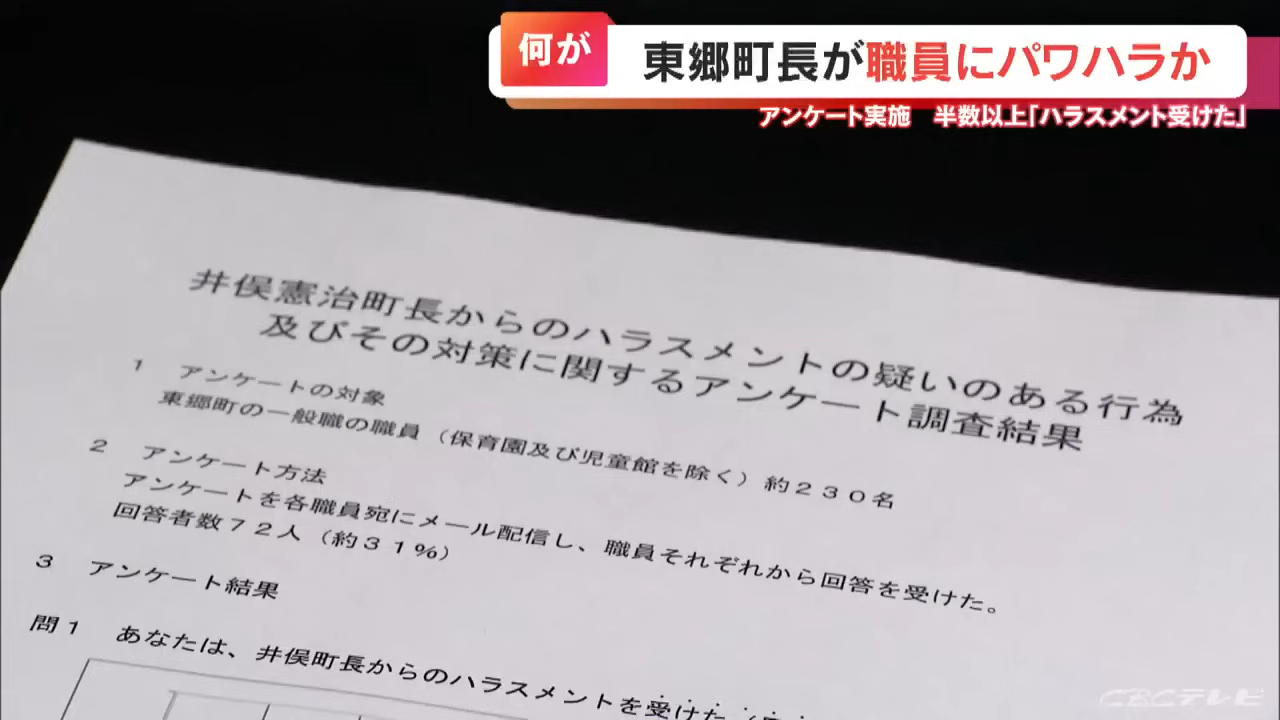 何が
東郷町長が職員にパワハラか
アンケート実施 半数以上「ハラスメント受けた」
井俣憲治町長からのハラスメントの疑いのある行為
及びその対策に関するアンケート調査結果
1 アンケートの対象
東郷町の一般職の職員（保育園及び児童館を除く）約230名
2 アンケート方法
アンケートを各職員宛にメール配信し、職員それぞれから回答を受けた。
回答者数72人（約31%）
3 アンケート結果
問1 あなたは、井俣町長からのハラスメントを受けた
CBCテレビ